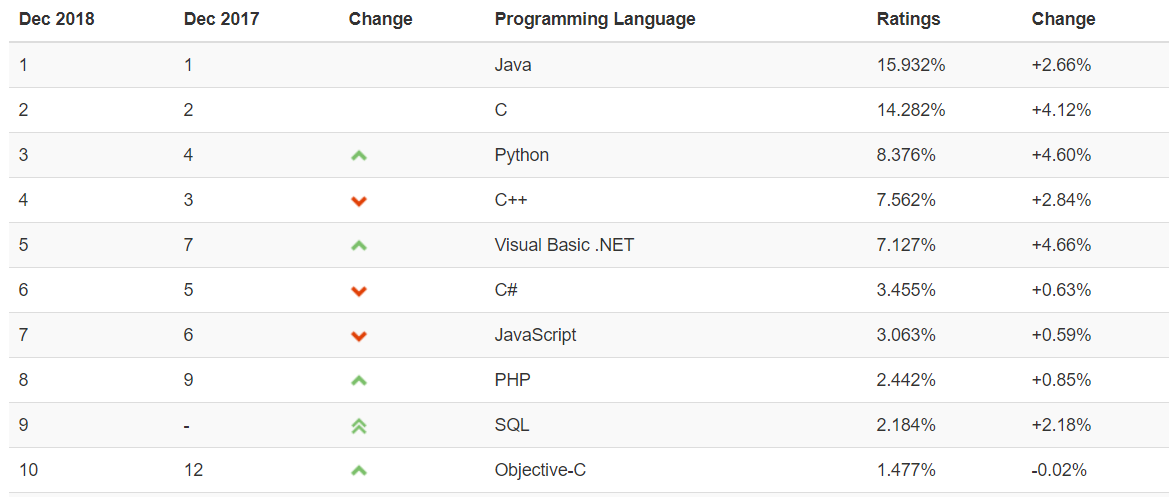 Dec 2018 Dec 2017 Change Programming Language Ratings Change
1 1 Java 15.932% +2.66%
2 2 C 14.282% +4.12%
3 4 Python 8.376% +4.60%
4 3 C++ 7.562% +2.84%
5 7 Visual Basic .NET 7.127% +4.66%
6 5 C# 3.455% +0.63%
7 6 JavaScript 3.063% +0.59%
8 9 PHP 2.442% +0.85%
9 - SQL 2.184% +2.18%
10 12 Objective-C 1.477% -0.02%